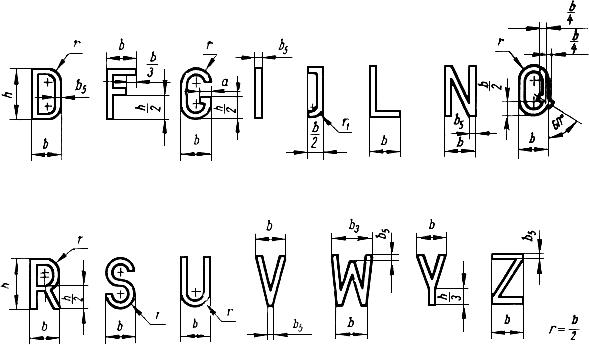 b/4
r b b/3 r b₅ r b/4
h b₅ h/2 a h/2 b/2 r₁ b₅ b/2 60°
b b b b/2 b b b
D F G I J L N Q
r b b₃ b₅ b b₅
h h/2 r r b₅ h/3
b b b b b r = b/2
R S U V W Y Z